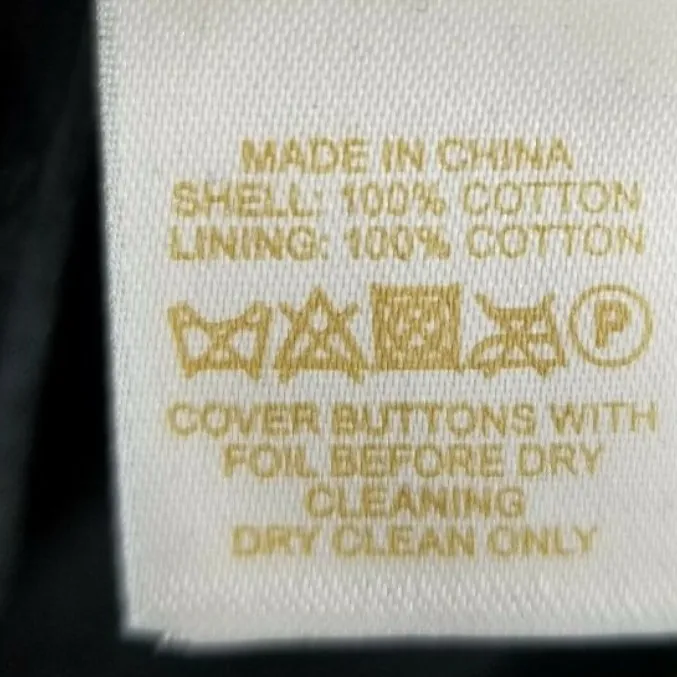 MADE IN CHINA
SHELL: 100% COTTON
LINING: 100% COTTON
P
COVER BUTTONS WITH
FOIL BEFORE DRY
CLEANING
DRY CLEAN ONLY